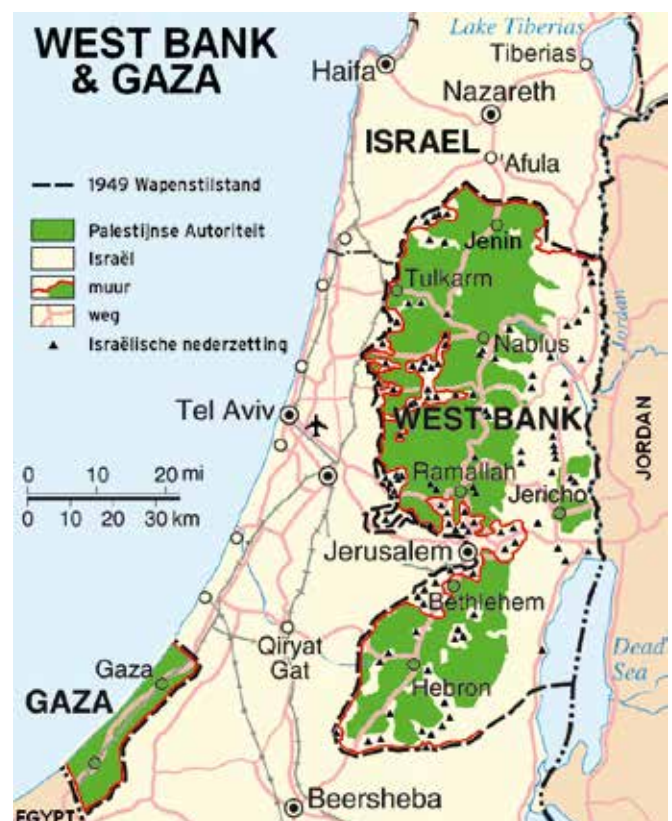 WEST BANK
& GAZA
1949 Wapenstilstand
Palestijnse Autoriteit
Israël
muur
weg
Israëlische nederzetting
0 10 20 mi
0 10 20 30 km
Lake Tiberias
Tiberias
Haifa
Nazareth
ISRAEL
'Afula
Jenin
Tulkarm
Nablus
Jordan
Tel Aviv
WEST BANK
JORDAN
Ramallah
Jericho
Jerusalem
Bethlehem
Qiryat
Gat
Gaza
GAZA
Hebron
Dead
Sea
Beersheba
EGYPT